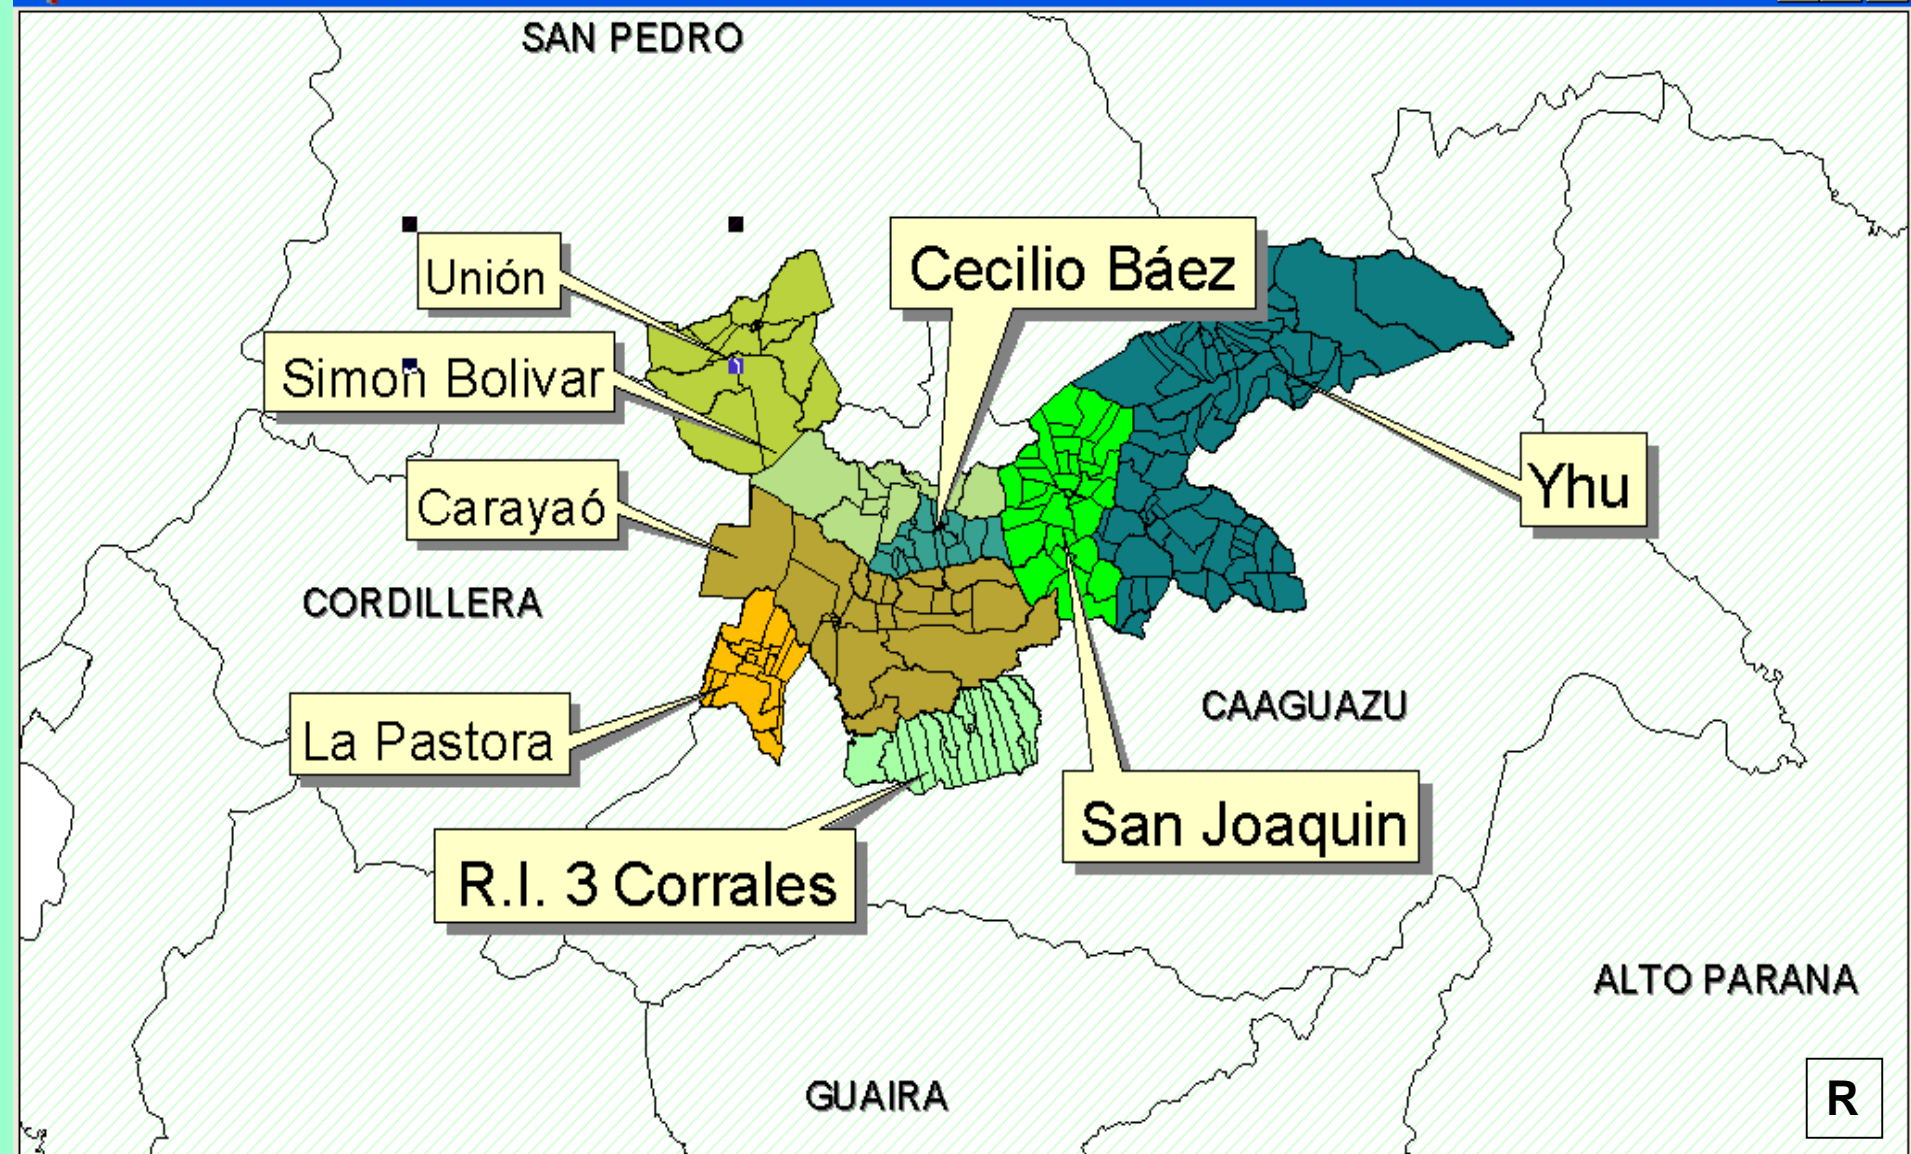 SAN PEDRO
Unión
Cecilio Báez
Simon Bolivar
Yhu
Carayaó
CORDILLERA
CAAGUAZU
La Pastora
San Joaquin
R.I. 3 Corrales
ALTO PARANA
GUAIRA
R